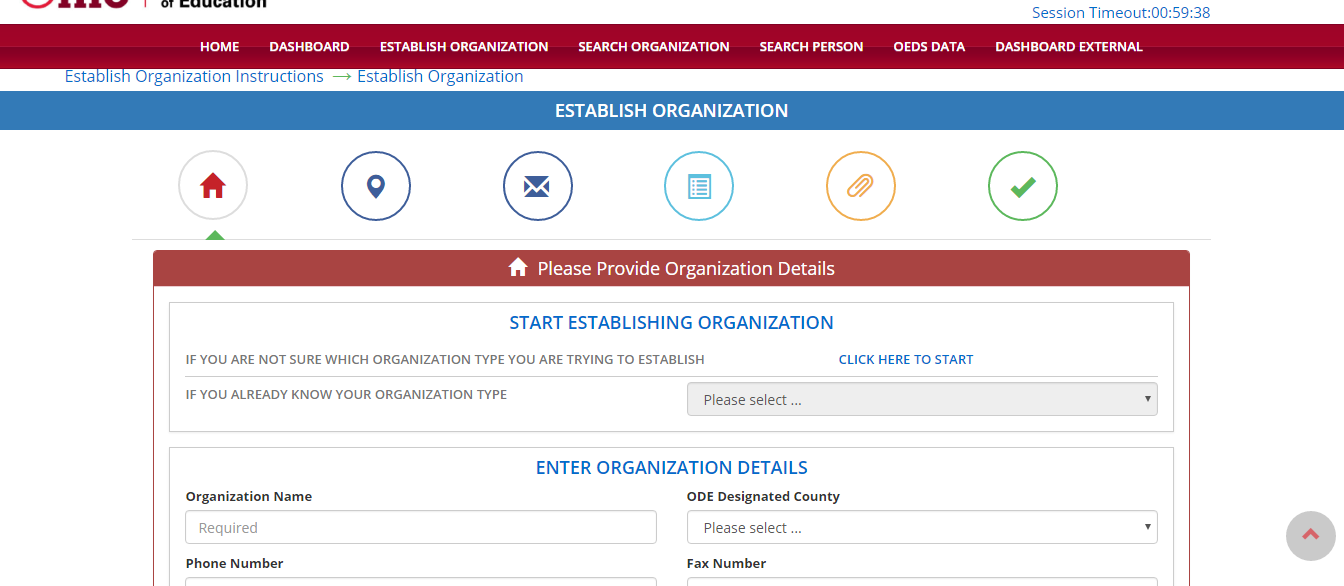 of Education
Session Timeout:00:59:38
HOME DASHBOARD ESTABLISH ORGANIZATION SEARCH ORGANIZATION SEARCH PERSON OEDS DATA DASHBOARD EXTERNAL
Establish Organization Instructions → Establish Organization
ESTABLISH ORGANIZATION
Please Provide Organization Details
START ESTABLISHING ORGANIZATION
IF YOU ARE NOT SURE WHICH ORGANIZATION TYPE YOU ARE TRYING TO ESTABLISH CLICK HERE TO START
IF YOU ALREADY KNOW YOUR ORGANIZATION TYPE Please select ...
ENTER ORGANIZATION DETAILS
Organization Name ODE Designated County
Required Please select ...
Phone Number Fax Number